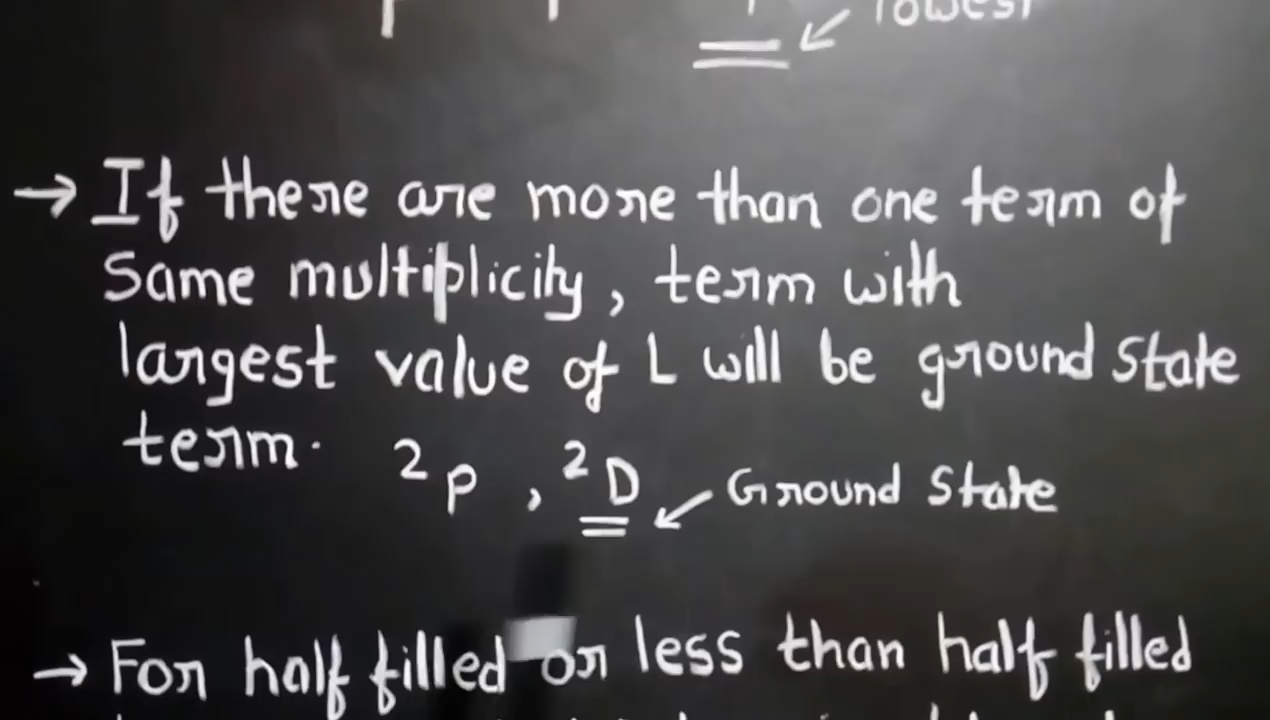 lowest
→ If there are more than one term of
Same multiplicity, term with
largest value of L will be ground state
term. ²P, ²D ↙ Ground State
→ For half filled or less than half filled